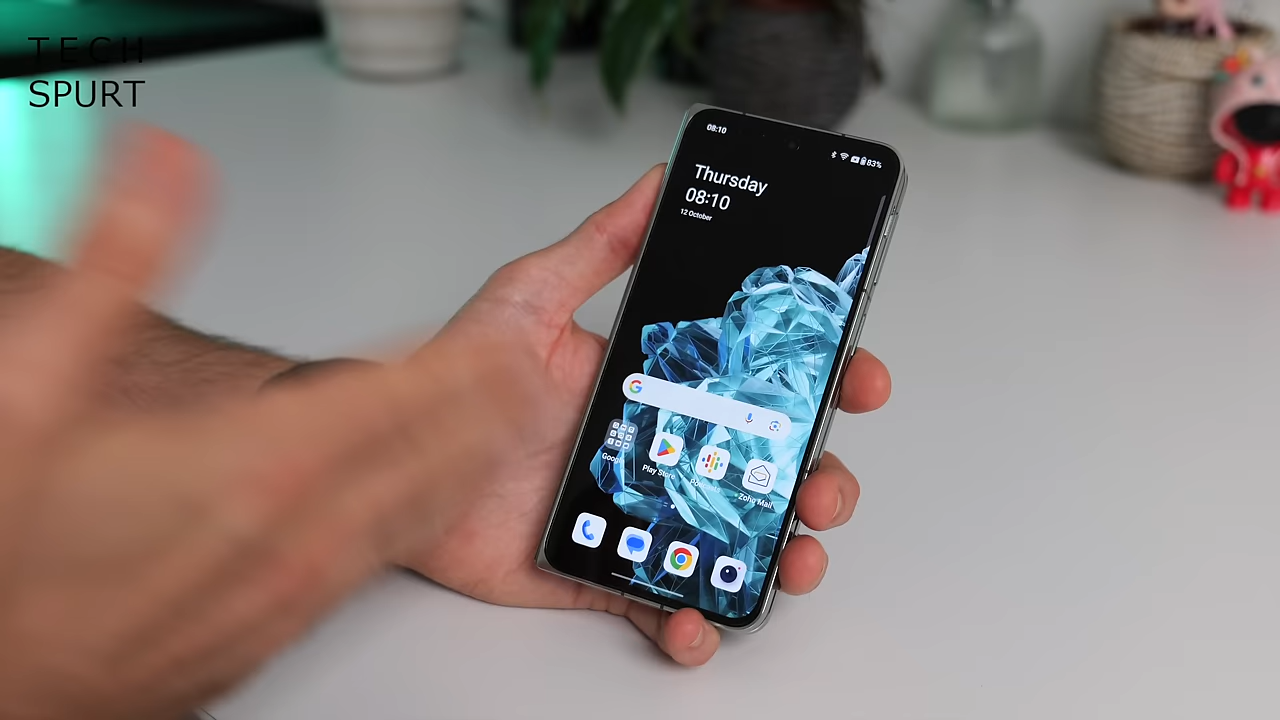 TECH
SPURT
08:10
83%
Thursday
08:10
12 October
Play Store
Zoho Mail